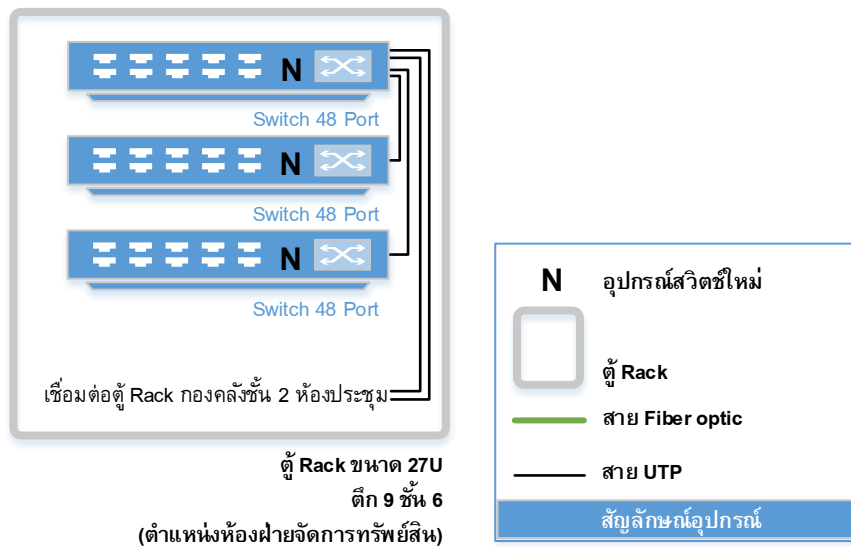 N
Switch 48 Port
N
Switch 48 Port
N
Switch 48 Port
เชื่อมต่อตู้ Rack กองคลังชั้น 2 ห้องประชุม
ตู้ Rack ขนาด 27U
ตึก 9 ชั้น 6
(ตำแหน่งห้องฝ่ายจัดการทรัพย์สิน)
N อุปกรณ์สวิตช์ใหม่
ตู้ Rack
สาย Fiber optic
สาย UTP
สัญลักษณ์อุปกรณ์